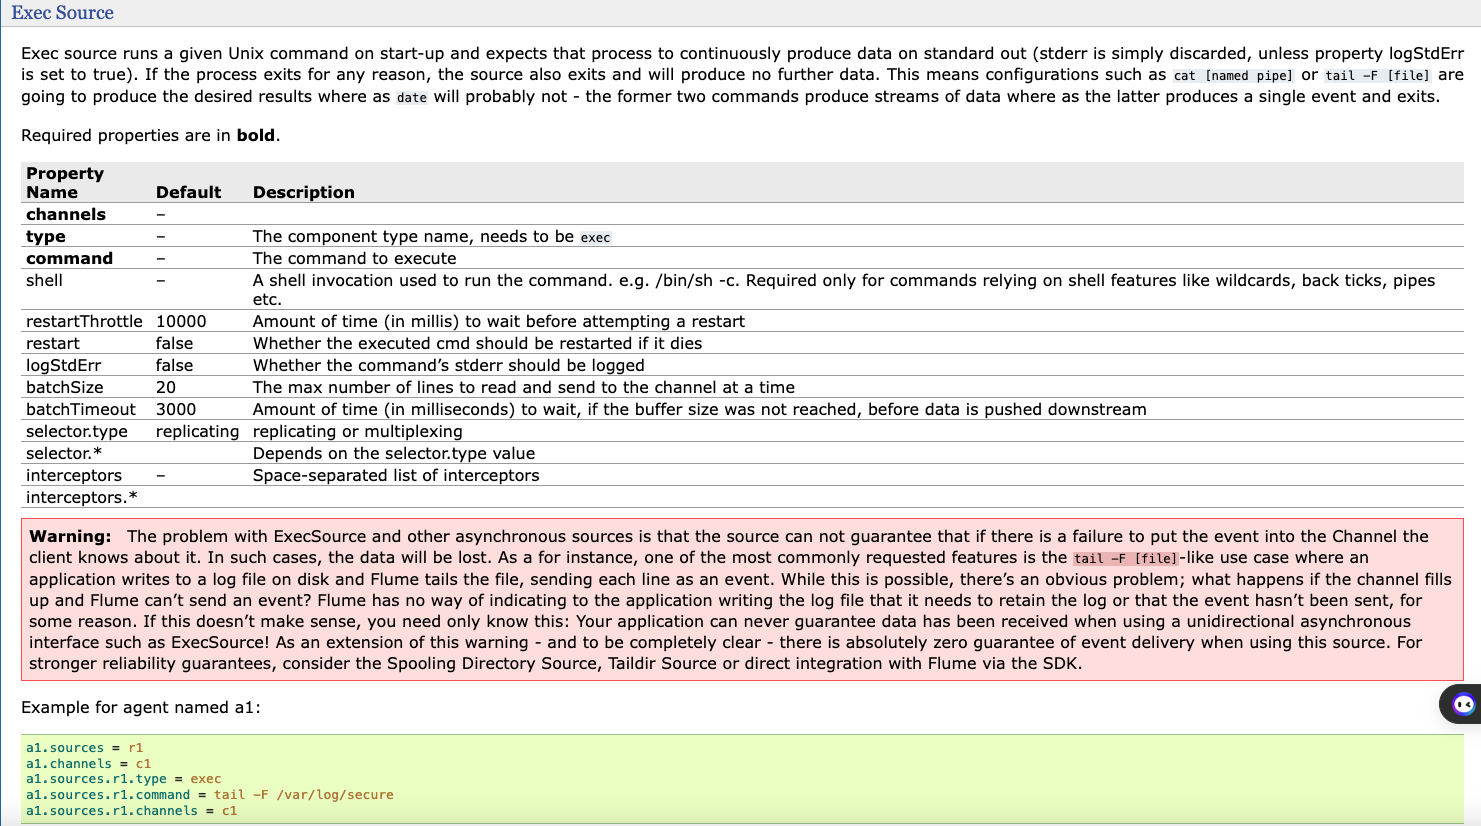 Exec Source
Exec source runs a given Unix command on start-up and expects that process to continuously produce data on standard out (stderr is simply discarded, unless property logStdErr
is set to true). If the process exits for any reason, the source also exits and will produce no further data. This means configurations such as cat [named pipe] or tail -F [file] are
going to produce the desired results where as date will probably not - the former two commands produce streams of data where as the latter produces a single event and exits.
Required properties are in bold.
Property
Name Default Description
channels –
type – The component type name, needs to be exec
command – The command to execute
shell – A shell invocation used to run the command. e.g. /bin/sh -c. Required only for commands relying on shell features like wildcards, back ticks, pipes
etc.
restartThrottle 10000 Amount of time (in millis) to wait before attempting a restart
restart false Whether the executed cmd should be restarted if it dies
logStdErr false Whether the command’s stderr should be logged
batchSize 20 The max number of lines to read and send to the channel at a time
batchTimeout 3000 Amount of time (in milliseconds) to wait, if the buffer size was not reached, before data is pushed downstream
selector.type replicating replicating or multiplexing
selector.* Depends on the selector.type value
interceptors – Space-separated list of interceptors
interceptors.*
Warning: The problem with ExecSource and other asynchronous sources is that the source can not guarantee that if there is a failure to put the event into the Channel the
client knows about it. In such cases, the data will be lost. As a for instance, one of the most commonly requested features is the tail -F [file]-like use case where an
application writes to a log file on disk and Flume tails the file, sending each line as an event. While this is possible, there’s an obvious problem; what happens if the channel fills
up and Flume can’t send an event? Flume has no way of indicating to the application writing the log file that it needs to retain the log or that the event hasn’t been sent, for
some reason. If this doesn’t make sense, you need only know this: Your application can never guarantee data has been received when using a unidirectional asynchronous
interface such as ExecSource! As an extension of this warning - and to be completely clear - there is absolutely zero guarantee of event delivery when using this source. For
stronger reliability guarantees, consider the Spooling Directory Source, Taildir Source or direct integration with Flume via the SDK.
Example for agent named a1:
a1.sources = r1
a1.channels = c1
a1.sources.r1.type = exec
a1.sources.r1.command = tail -F /var/log/secure
a1.sources.r1.channels = c1